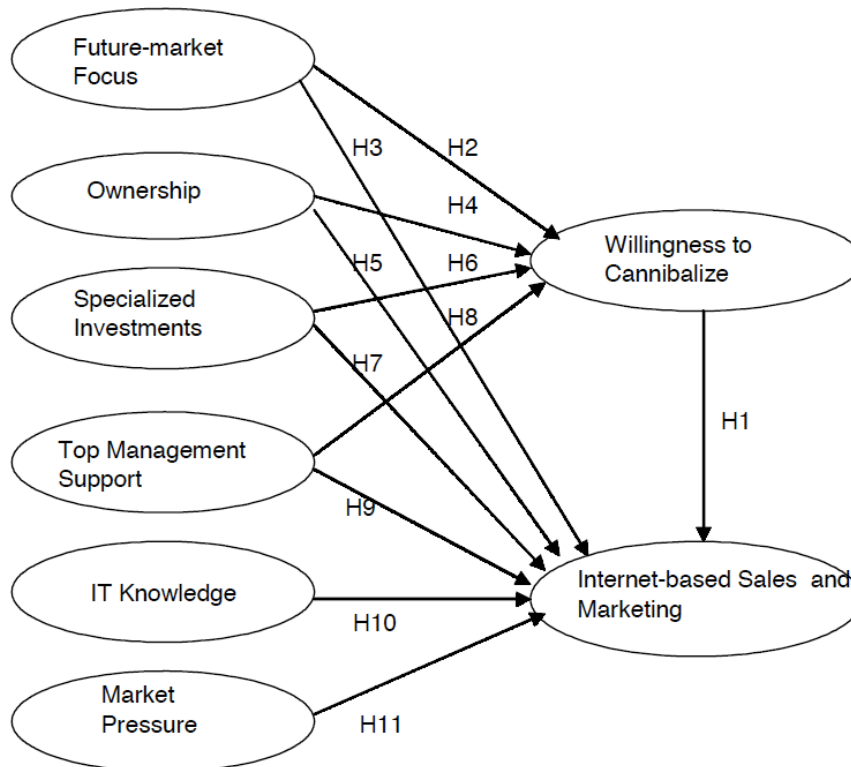 Future-market
Focus
H3
H2
Ownership
H4
Willingness to
Cannibalize
H5
H6
Specialized
Investments
H8
H7
H1
Top Management
Support
H9
Internet-based Sales and
Marketing
IT Knowledge
H10
Market
Pressure
H11